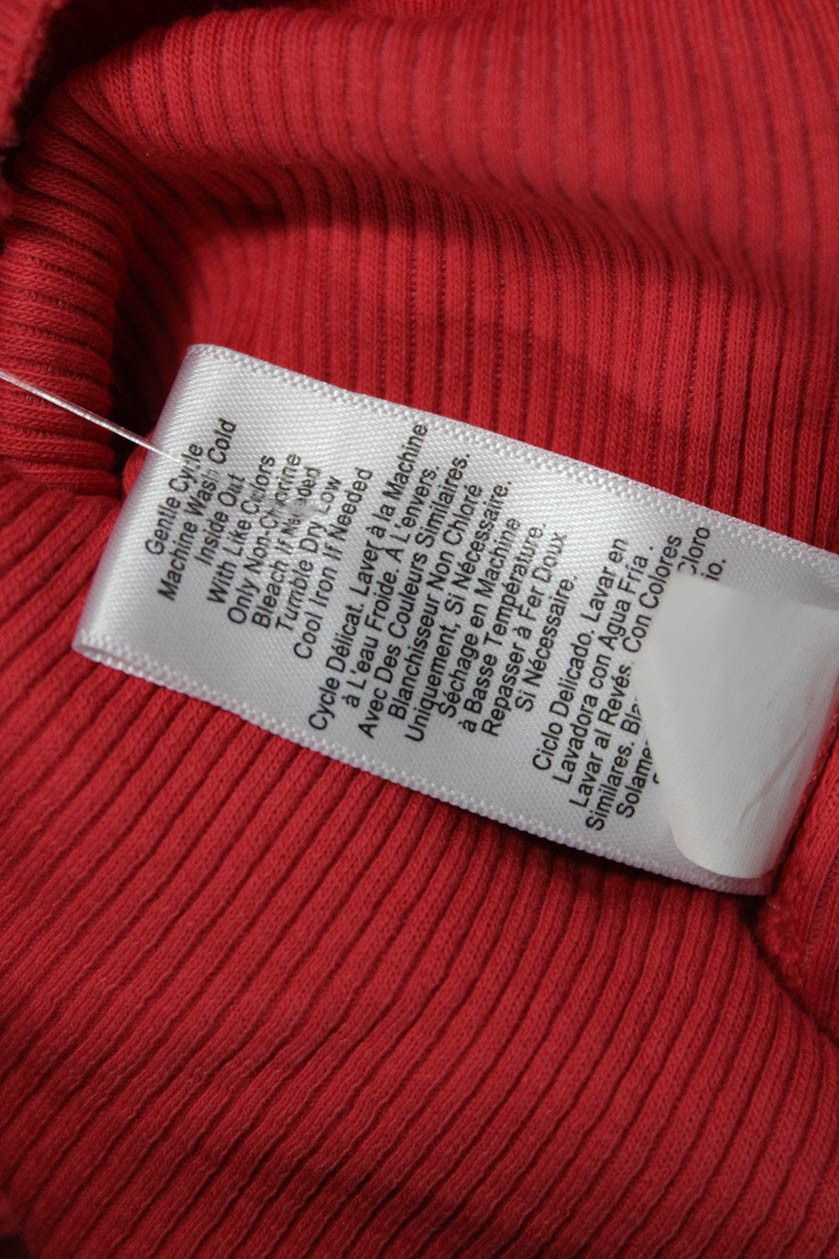 Gentle Cycle
Machine Wash Cold
Inside Out
With Like Colors
Only Non-Chlorine
Bleach If Needed
Tumble Dry Low
Cool Iron If Needed
Cycle Délicat. Laver à la Machine
à L'eau Froide. À L'envers.
Avec Des Couleurs Similaires.
Blanchisseur Non Chloré
Uniquement, Si Nécessaire.
Séchage en Machine
à Basse Température.
Repasser à Fer Doux
Si Nécessaire.
Ciclo Delicado, Lavar en
Lavadora con Agua Fría .
Lavar al Revés. Con Colores
Similares. Cloro